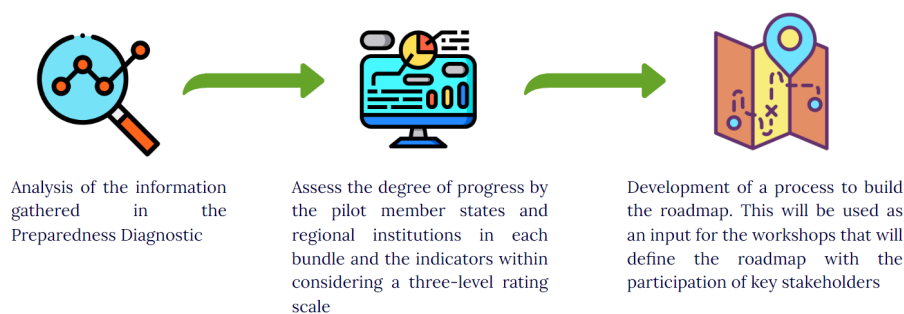 Analysis of the information
gathered in the
Preparedness Diagnostic
Assess the degree of progress by
the pilot member states and
regional institutions in each
bundle and the indicators within
considering a three-level rating
scale
Development of a process to build
the roadmap. This will be used as
an input for the workshops that will
define the roadmap with the
participation of key stakeholders